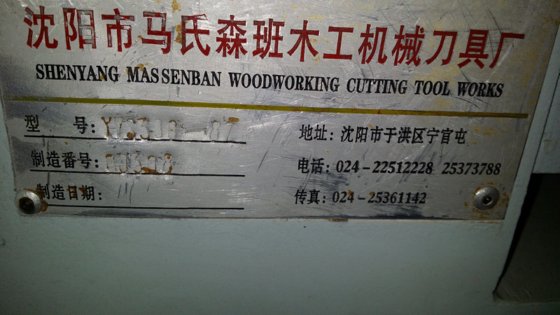 沈阳市马氏森班木工机械刀具厂
SHENYANG MASSENBAN WOODWORKING CUTTING TOOL WORKS
型 号:
制造番号:
制造日期:
地址: 沈阳市于洪区宁官屯
电话: 024-22512228 25373788
传真: 024-25361142